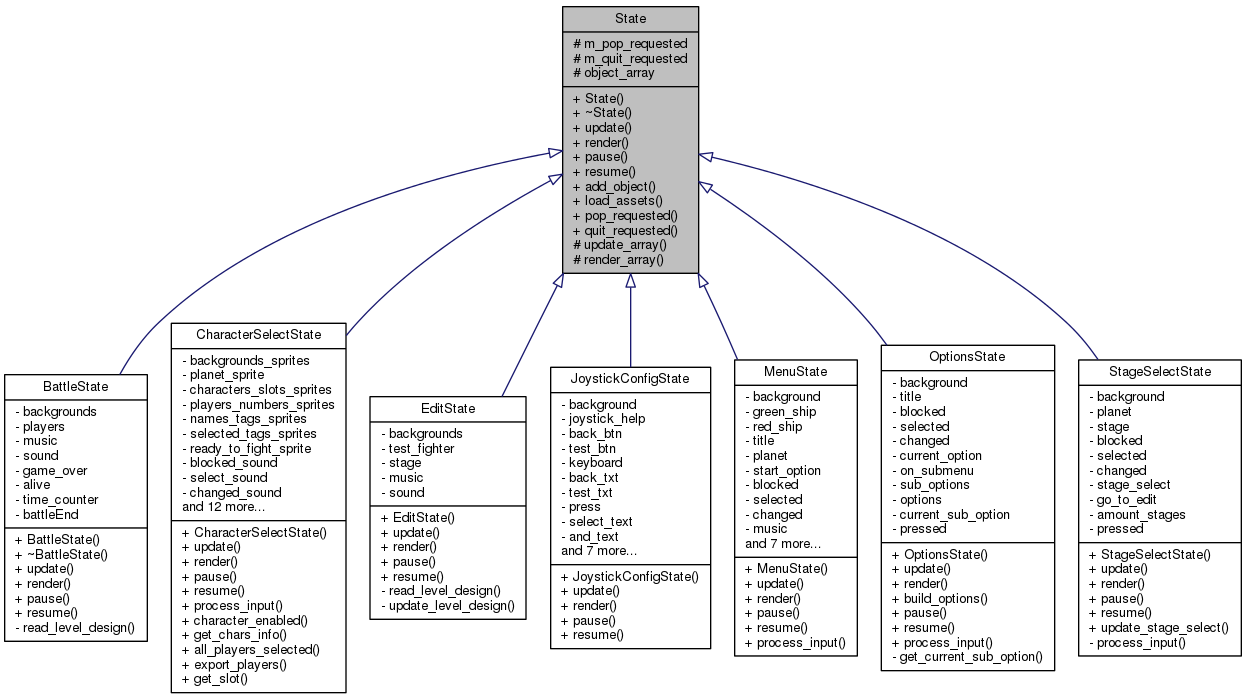 State
# m_pop_requested
# m_quit_requested
# object_array
+ State()
+ ~State()
+ update()
+ render()
+ pause()
+ resume()
+ add_object()
+ load_assets()
+ pop_requested()
+ quit_requested()
# update_array()
# render_array()
BattleState
- backgrounds
- players
- music
- sound
- game_over
- alive
- time_counter
- battleEnd
+ BattleState()
+ ~BattleState()
+ update()
+ render()
+ pause()
+ resume()
- read_level_design()
CharacterSelectState
- backgrounds_sprites
- planet_sprite
- characters_slots_sprites
- players_numbers_sprites
- names_tags_sprites
- selected_tags_sprites
- ready_to_fight_sprite
- blocked_sound
- select_sound
- changed_sound
and 12 more...
+ CharacterSelectState()
+ update()
+ render()
+ pause()
+ resume()
+ process_input()
+ character_enabled()
+ get_chars_info()
+ all_players_selected()
+ export_players()
+ get_slot()
EditState
- backgrounds
- test_fighter
- stage
- music
- sound
+ EditState()
+ update()
+ render()
+ pause()
+ resume()
- read_level_design()
- update_level_design()
JoystickConfigState
- background
- joystick_help
- back_btn
- test_btn
- keyboard
- back_txt
- test_txt
- press
- select_text
- and_text
and 7 more...
+ JoystickConfigState()
+ update()
+ render()
+ pause()
+ resume()
MenuState
- background
- green_ship
- red_ship
- title
- planet
- start_option
- blocked
- selected
- changed
- music
and 7 more...
+ MenuState()
+ update()
+ render()
+ pause()
+ resume()
+ process_input()
OptionsState
- background
- title
- blocked
- selected
- changed
- current_option
- on_submenu
- sub_options
- options
- current_sub_option
- pressed
+ OptionsState()
+ update()
+ render()
+ build_options()
+ pause()
+ resume()
+ process_input()
- get_current_sub_option()
StageSelectState
- background
- planet
- stage
- blocked
- selected
- changed
- stage_select
- go_to_edit
- amount_stages
- pressed
+ StageSelectState()
+ update()
+ render()
+ pause()
+ resume()
+ update_stage_select()
- process_input()